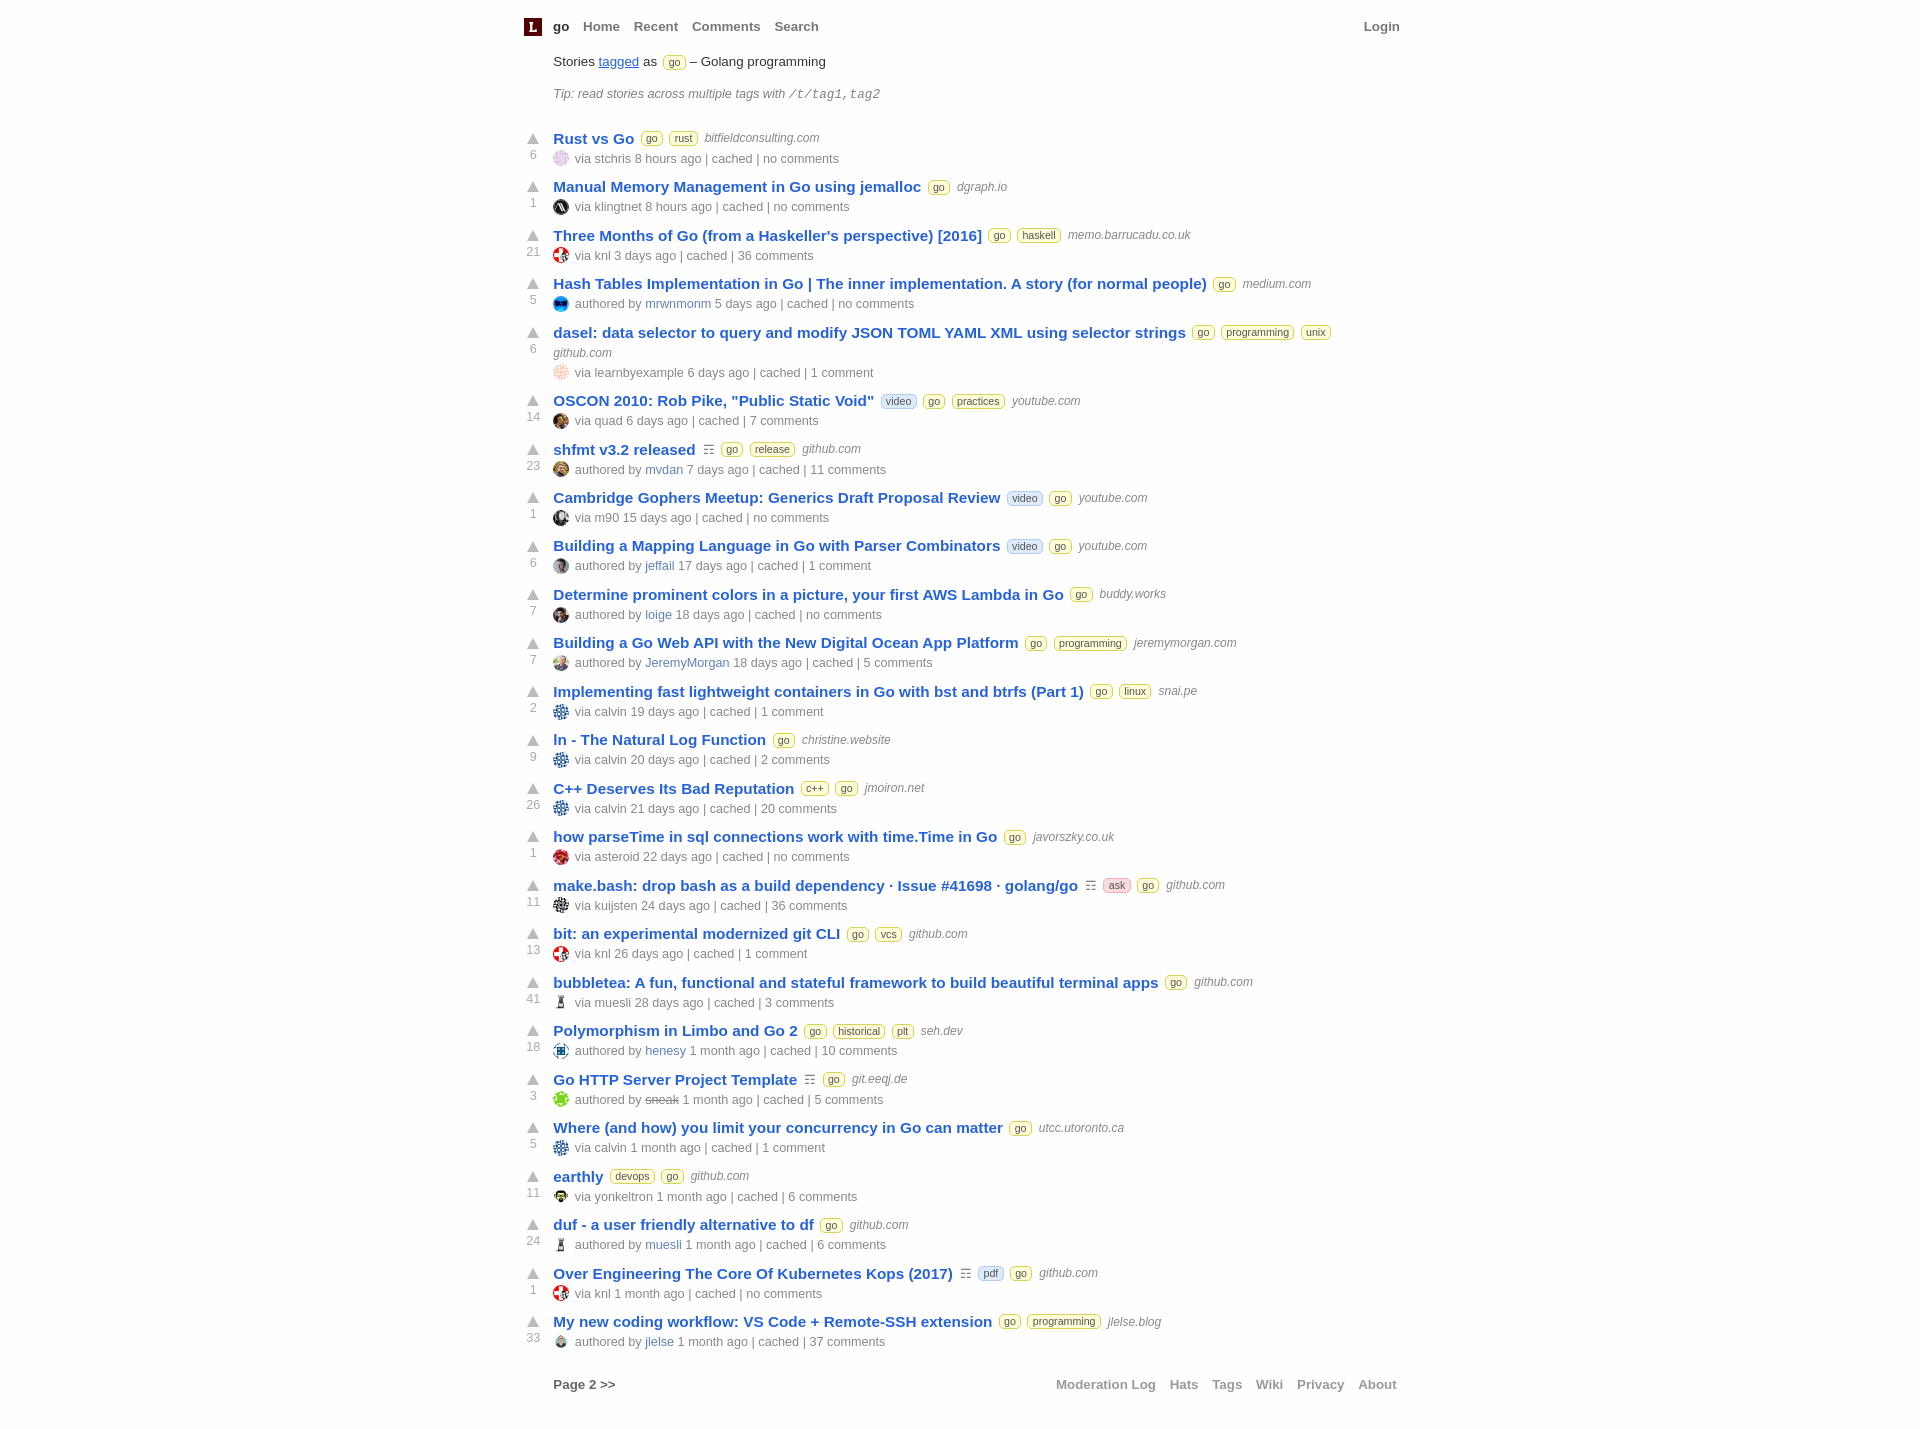 L go Home Recent Comments Search Login
Stories tagged as go – Golang programming
Tip: read stories across multiple tags with /t/tag1,tag2
Rust vs Go go rust bitfieldconsulting.com
6 via stchris 8 hours ago | cached | no comments
Manual Memory Management in Go using jemalloc go dgraph.io
1 via klingtnet 8 hours ago | cached | no comments
Three Months of Go (from a Haskeller's perspective) [2016] go haskell memo.barrucadu.co.uk
21 via knl 3 days ago | cached | 36 comments
Hash Tables Implementation in Go | The inner implementation. A story (for normal people) go medium.com
5 authored by mrwnmonm 5 days ago | cached | no comments
dasel: data selector to query and modify JSON TOML YAML XML using selector strings go programming unix
6 github.com
via learnbyexample 6 days ago | cached | 1 comment
OSCON 2010: Rob Pike, "Public Static Void" video go practices youtube.com
14 via quad 6 days ago | cached | 7 comments
shfmt v3.2 released ☶ go release github.com
23 authored by mvdan 7 days ago | cached | 11 comments
Cambridge Gophers Meetup: Generics Draft Proposal Review video go youtube.com
1 via m90 15 days ago | cached | no comments
Building a Mapping Language in Go with Parser Combinators video go youtube.com
6 authored by jeffail 17 days ago | cached | 1 comment
Determine prominent colors in a picture, your first AWS Lambda in Go go buddy.works
7 authored by loige 18 days ago | cached | no comments
Building a Go Web API with the New Digital Ocean App Platform go programming jeremymorgan.com
7 authored by JeremyMorgan 18 days ago | cached | 5 comments
Implementing fast lightweight containers in Go with bst and btrfs (Part 1) go linux snai.pe
2 via calvin 19 days ago | cached | 1 comment
ln - The Natural Log Function go christine.website
9 via calvin 20 days ago | cached | 2 comments
C++ Deserves Its Bad Reputation c++ go jmoiron.net
26 via calvin 21 days ago | cached | 20 comments
how parseTime in sql connections work with time.Time in Go go javorszky.co.uk
1 via asteroid 22 days ago | cached | no comments
make.bash: drop bash as a build dependency · Issue #41698 · golang/go ☶ ask go github.com
11 via kuijsten 24 days ago | cached | 36 comments
bit: an experimental modernized git CLI go vcs github.com
13 via knl 26 days ago | cached | 1 comment
bubbletea: A fun, functional and stateful framework to build beautiful terminal apps go github.com
41 via muesli 28 days ago | cached | 3 comments
Polymorphism in Limbo and Go 2 go historical plt seh.dev
18 authored by henesy 1 month ago | cached | 10 comments
Go HTTP Server Project Template ☶ go git.eeqj.de
3 authored by sneak 1 month ago | cached | 5 comments
Where (and how) you limit your concurrency in Go can matter go utcc.utoronto.ca
5 via calvin 1 month ago | cached | 1 comment
earthly devops go github.com
11 via yonkeltron 1 month ago | cached | 6 comments
duf - a user friendly alternative to df go github.com
24 authored by muesli 1 month ago | cached | 6 comments
Over Engineering The Core Of Kubernetes Kops (2017) ☶ pdf go github.com
1 via knl 1 month ago | cached | no comments
My new coding workflow: VS Code + Remote-SSH extension go programming jlelse.blog
33 authored by jlelse 1 month ago | cached | 37 comments
Page 2 >> Moderation Log Hats Tags Wiki Privacy About